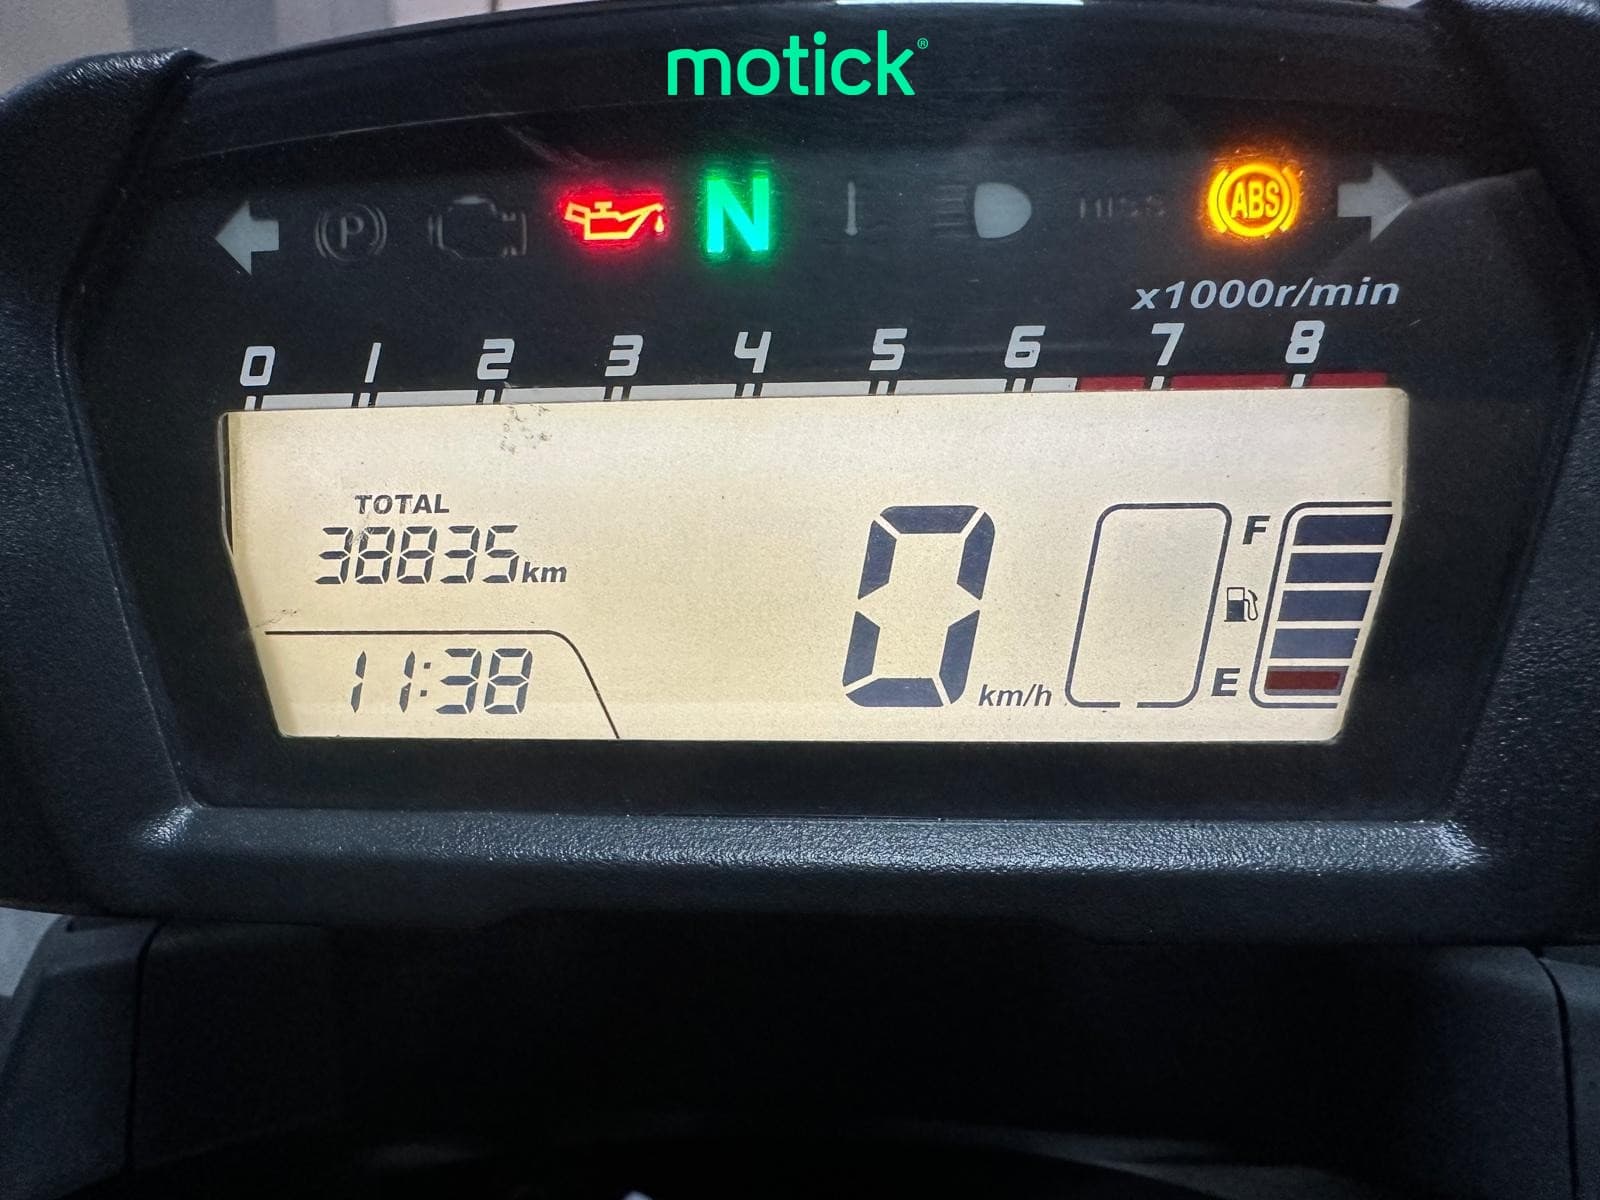 motick®
P
N
HISS
ABS
x1000r/min
0 1 2 3 4 5 6 7 8
TOTAL
38835km
11:38
0 km/h
F
E